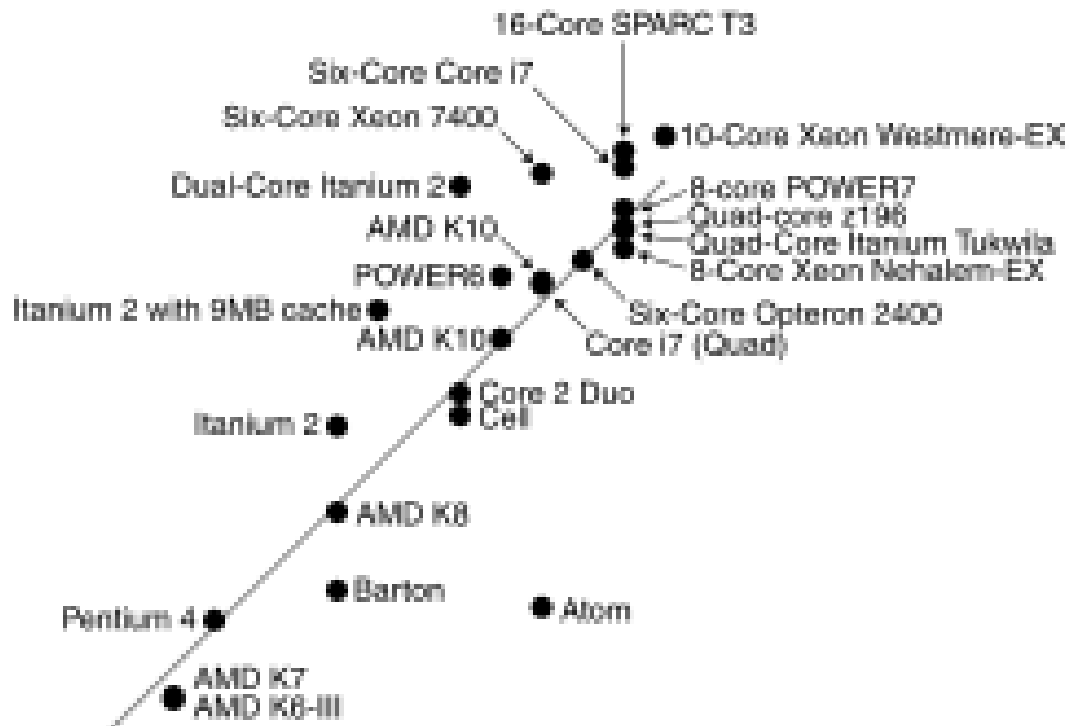 16-Core SPARC T3
Six-Core Core i7
Six-Core Xeon 7400
10-Core Xeon Westmere-EX
Dual-Core Itanium 2
8-core POWER7
Quad-core z196
AMD K10
Quad-Core Itanium Tukwila
POWER6
8-Core Xeon Nehalem-EX
Itanium 2 with 9MB cache
Six-Core Opteron 2400
AMD K10
Core i7 (Quad)
Core 2 Duo
Cell
Itanium 2
AMD K8
Barton
Atom
Pentium 4
AMD K7
AMD K6-III